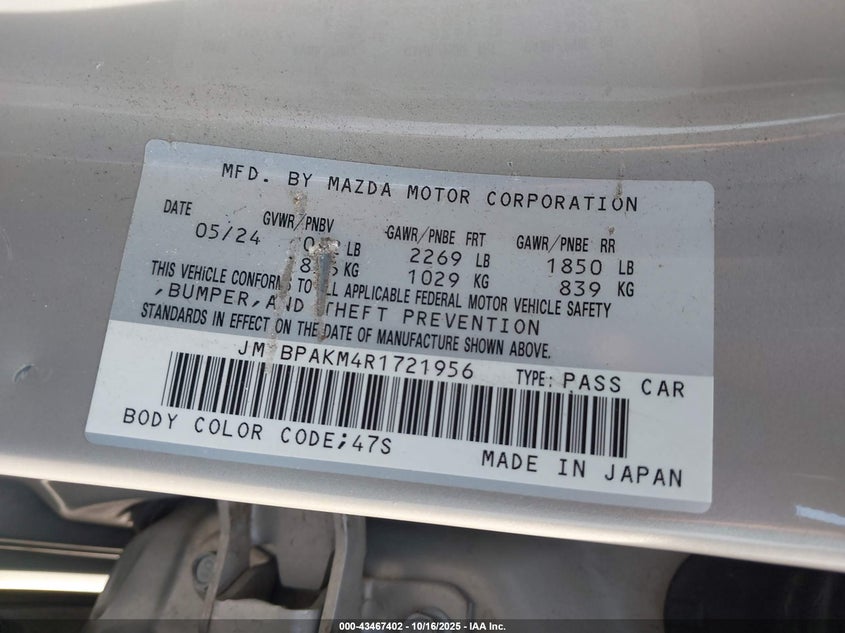 MFD. BY MAZDA MOTOR CORPORATION
DATE GVWR/PNBV GAWR/PNBE FRT GAWR/PNBE RR
05/24 LB 2269 LB 1850 LB
KG 1029 KG 839 KG
THIS VEHICLE CONFORMS TO ALL APPLICABLE FEDERAL MOTOR VEHICLE SAFETY
,BUMPER,AND THEFT PREVENTION
STANDARDS IN EFFECT ON THE DATE OF MANUFACTURE SHOWN ABOVE.
BPAKM4R1721956 TYPE: PASS CAR
BODY COLOR CODE;47S
MADE IN JAPAN
000-43467402 - 10/16/2025 - IAA Inc.